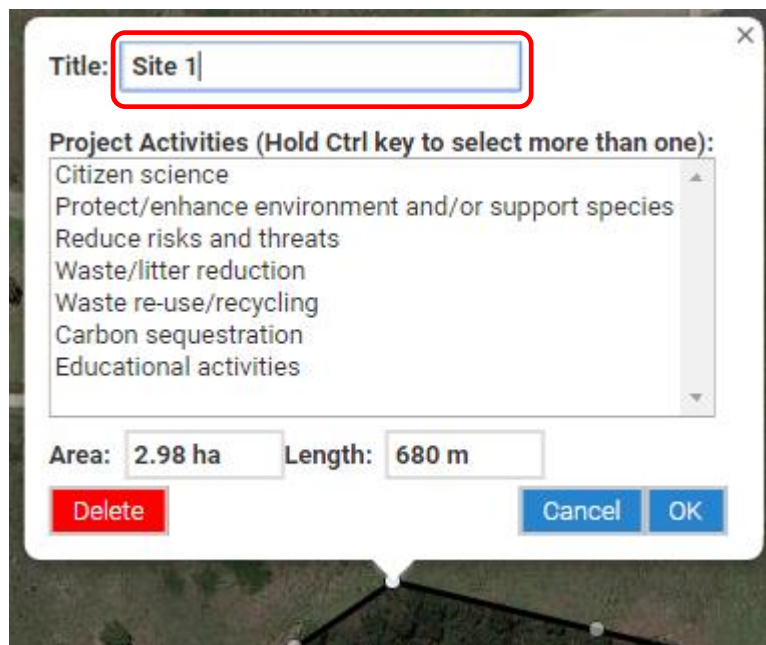 Title: Site 1
Project Activities (Hold Ctrl key to select more than one):
Citizen science
Protect/enhance environment and/or support species
Reduce risks and threats
Waste/litter reduction
Waste re-use/recycling
Carbon sequestration
Educational activities
Area: 2.98 ha Length: 680 m
Delete Cancel OK